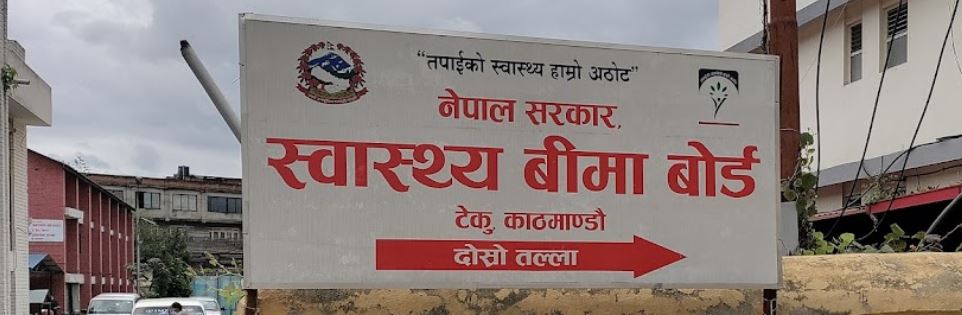 "तपाईको स्वास्थ्य हाम्रो अठोट"
नेपाल सरकार,
स्वास्थ्य बीमा बोर्ड
टेकु, काठमाण्डौ
दोस्रो तल्ला